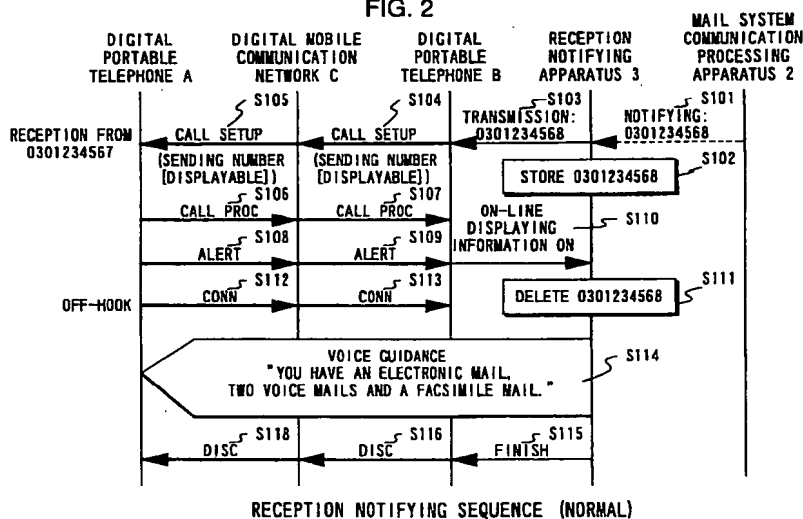 FIG. 2
DIGITAL
PORTABLE
TELEPHONE A
DIGITAL MOBILE
COMMUNICATION
NETWORK C
DIGITAL
PORTABLE
TELEPHONE B
RECEPTION
NOTIFYING
APPARATUS 3
MAIL SYSTEM
COMMUNICATION
PROCESSING
APPARATUS 2
S105
S104
S103
S101
RECEPTION FROM
0301234567
CALL SETUP
CALL SETUP
TRANSMISSION:
0301234568
NOTIFYING:
0301234568
(SENDING NUMBER
[DISPLAYABLE])
(SENDING NUMBER
[DISPLAYABLE])
S102
STORE 0301234568
S106
S107
CALL PROC
CALL PROC
ON-LINE
DISPLAYING
INFORMATION ON
S110
S108
S109
ALERT
ALERT
S112
S113
S111
OFF-HOOK
CONN
CONN
DELETE 0301234568
VOICE GUIDANCE
"YOU HAVE AN ELECTRONIC MAIL,
TWO VOICE MAILS AND A FACSIMILE MAIL."
S114
S118
S116
S115
DISC
DISC
FINISH
RECEPTION NOTIFYING SEQUENCE (NORMAL)